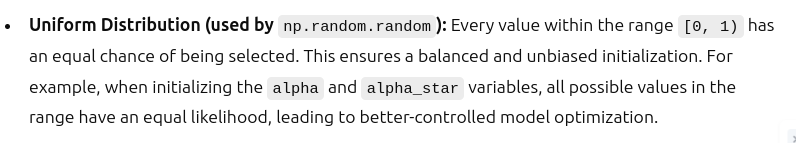 • Uniform Distribution (used by np.random.random ): Every value within the range [0, 1) has
an equal chance of being selected. This ensures a balanced and unbiased initialization. For
example, when initializing the alpha and alpha_star variables, all possible values in the
range have an equal likelihood, leading to better-controlled model optimization.